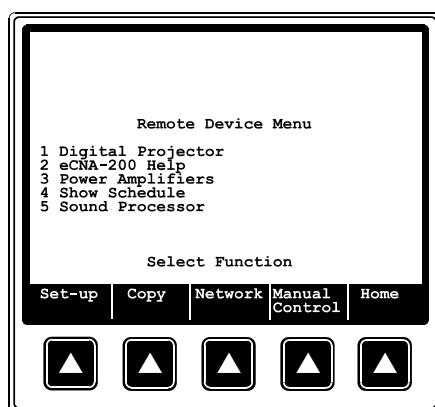 Remote Device Menu
1 Digital Projector
2 eCNA-200 Help
3 Power Amplifiers
4 Show Schedule
5 Sound Processor
Select Function
Set-up Copy Network Manual Control Home